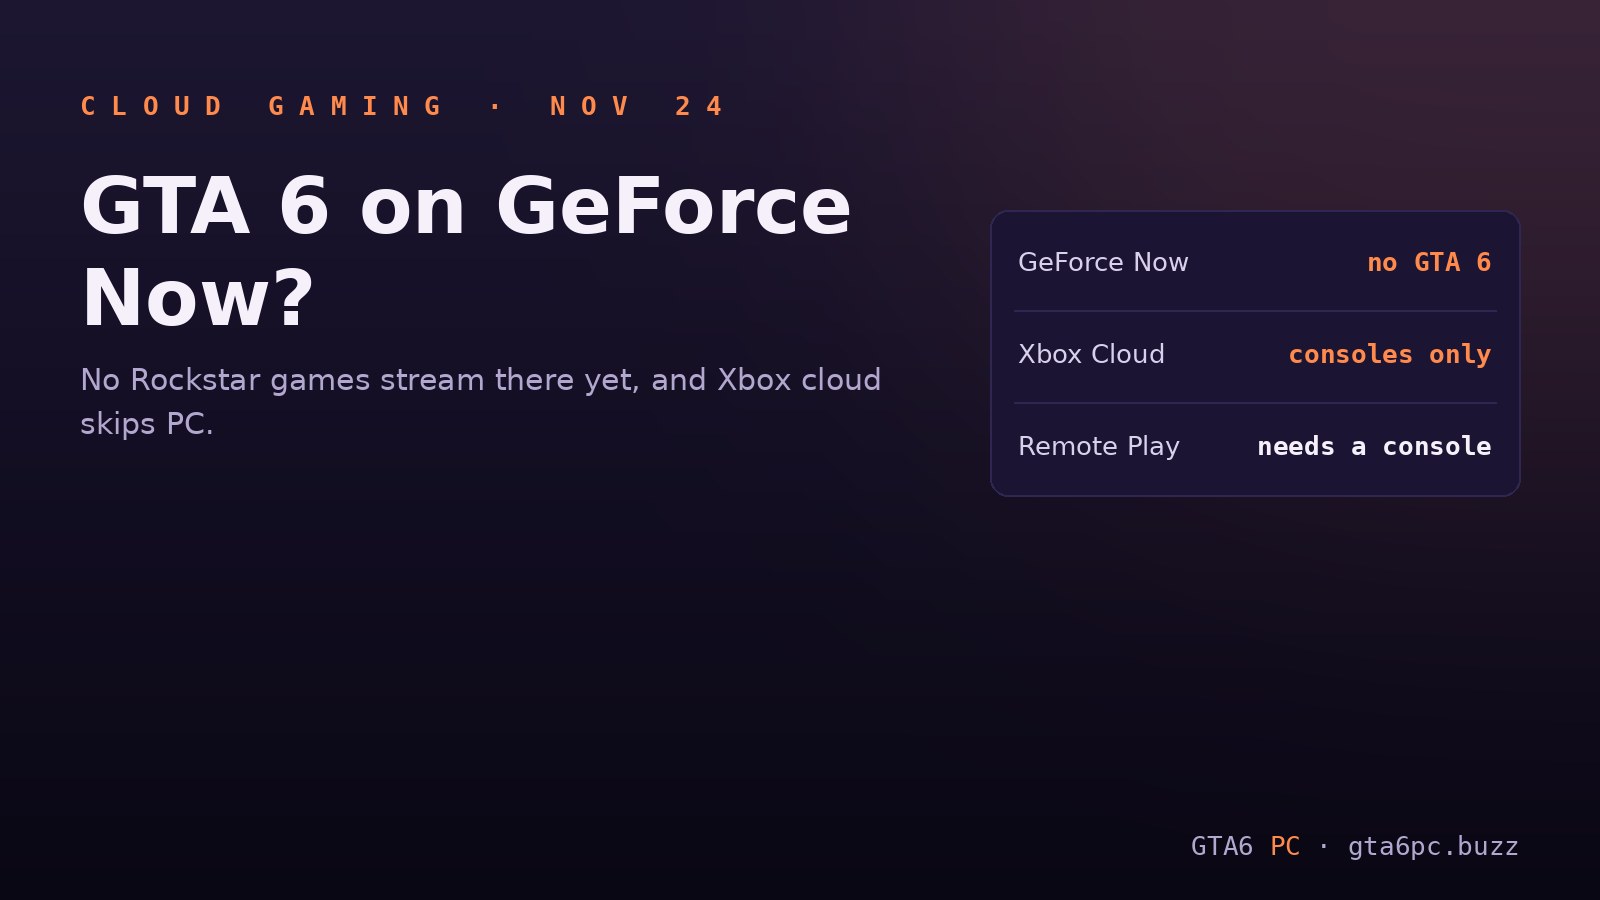 CLOUD GAMING · NOV 24
GTA 6 on GeForce
Now?
No Rockstar games stream there yet, and Xbox cloud
skips PC.
GeForce Now no GTA 6
Xbox Cloud consoles only
Remote Play needs a console
GTA6 PC · gta6pc.buzz